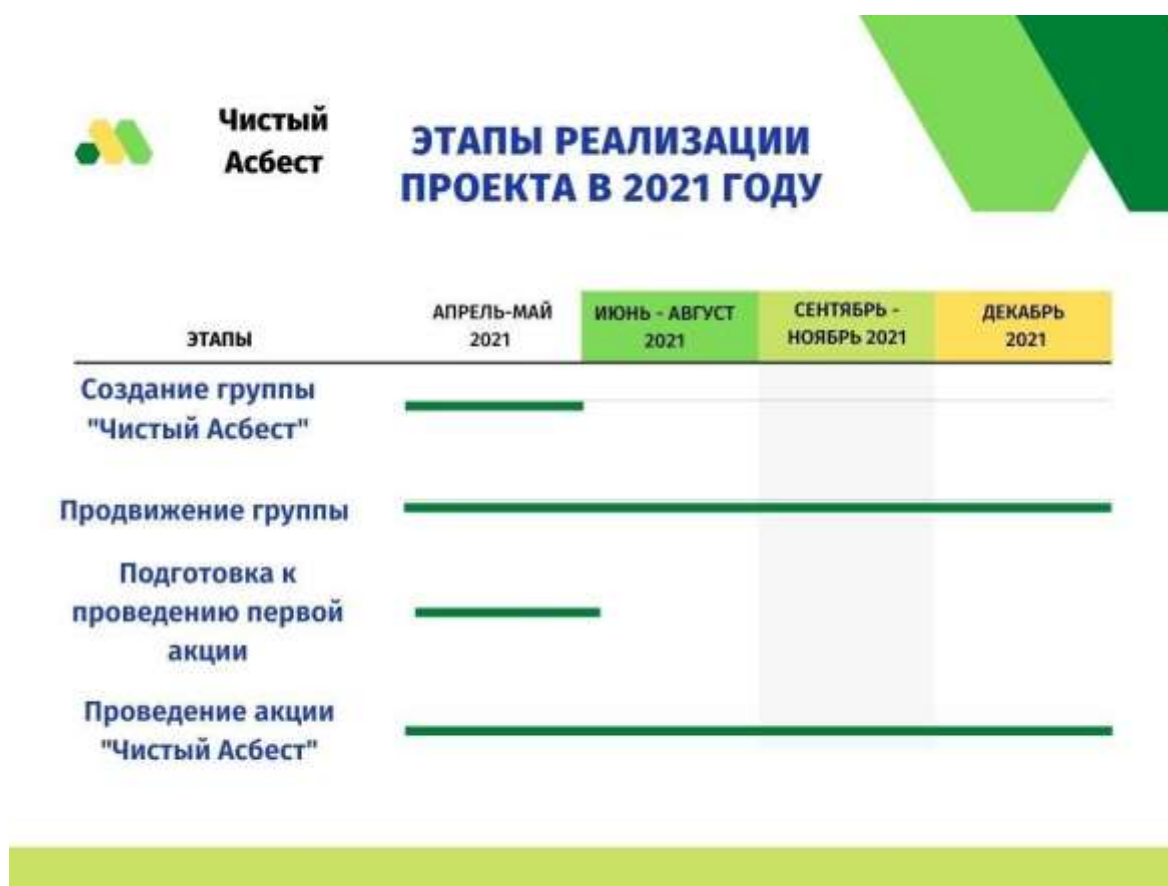 Чистый
Асбест
ЭТАПЫ РЕАЛИЗАЦИИ
ПРОЕКТА В 2021 ГОДУ
ЭТАПЫ
АПРЕЛЬ-МАЙ
2021
ИЮНЬ - АВГУСТ
2021
СЕНТЯБРЬ -
НОЯБРЬ 2021
ДЕКАБРЬ
2021
Создание группы
"Чистый Асбест"
Продвижение группы
Подготовка к
проведению первой
акции
Проведение акции
"Чистый Асбест"